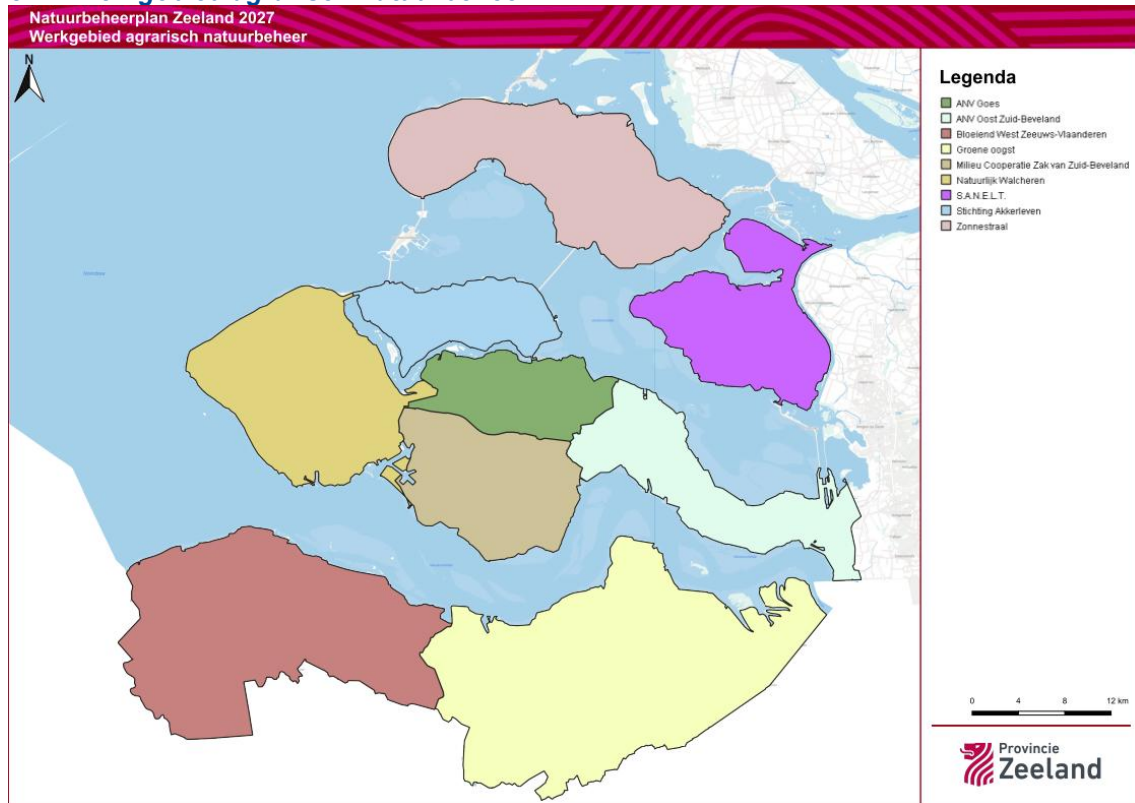 Natuurbeheerplan Zeeland 2027
Werkgebied agrarisch natuurbeheer
N
Legenda
ANV Goes
ANV Oost Zuid-Beveland
Bloeiend West Zeeuws-Vlaanderen
Groene oogst
Milieu Cooperatie Zak van Zuid-Beveland
Natuurlijk Walcheren
S.A.N.E.L.T.
Stichting Akkerleven
Zonnestraal
0 4 8 12 km
Provincie
Zeeland